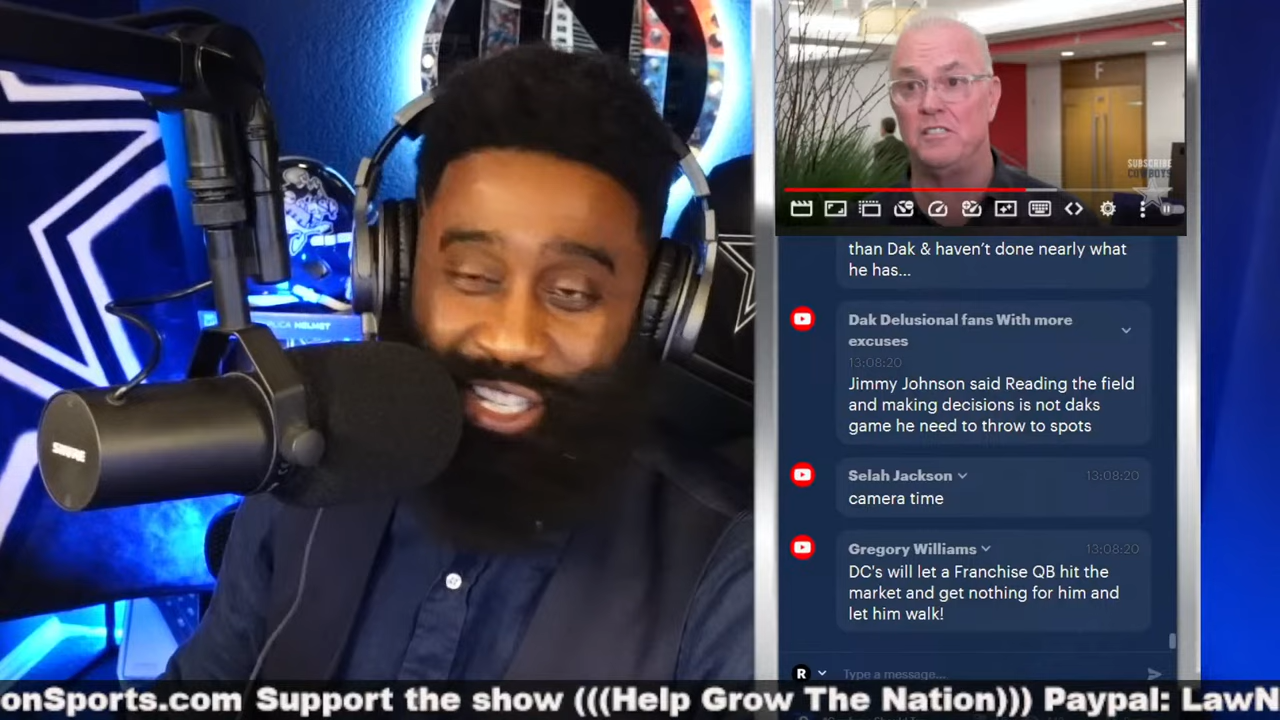 SHURE
HELMET
F
SUBSCRIBE
COWBOYS
than Dak & haven't done nearly what
he has...
Dak Delusional fans With more
excuses
13:08:20
Jimmy Johnson said Reading the field
and making decisions is not daks
game he need to throw to spots
Selah Jackson 13:08:20
camera time
Gregory Williams 13:08:20
DC's will let a Franchise QB hit the
market and get nothing for him and
let him walk!
R Type a message...
onSports.com Support the show (((Help Grow The Nation))) Paypal: LawN